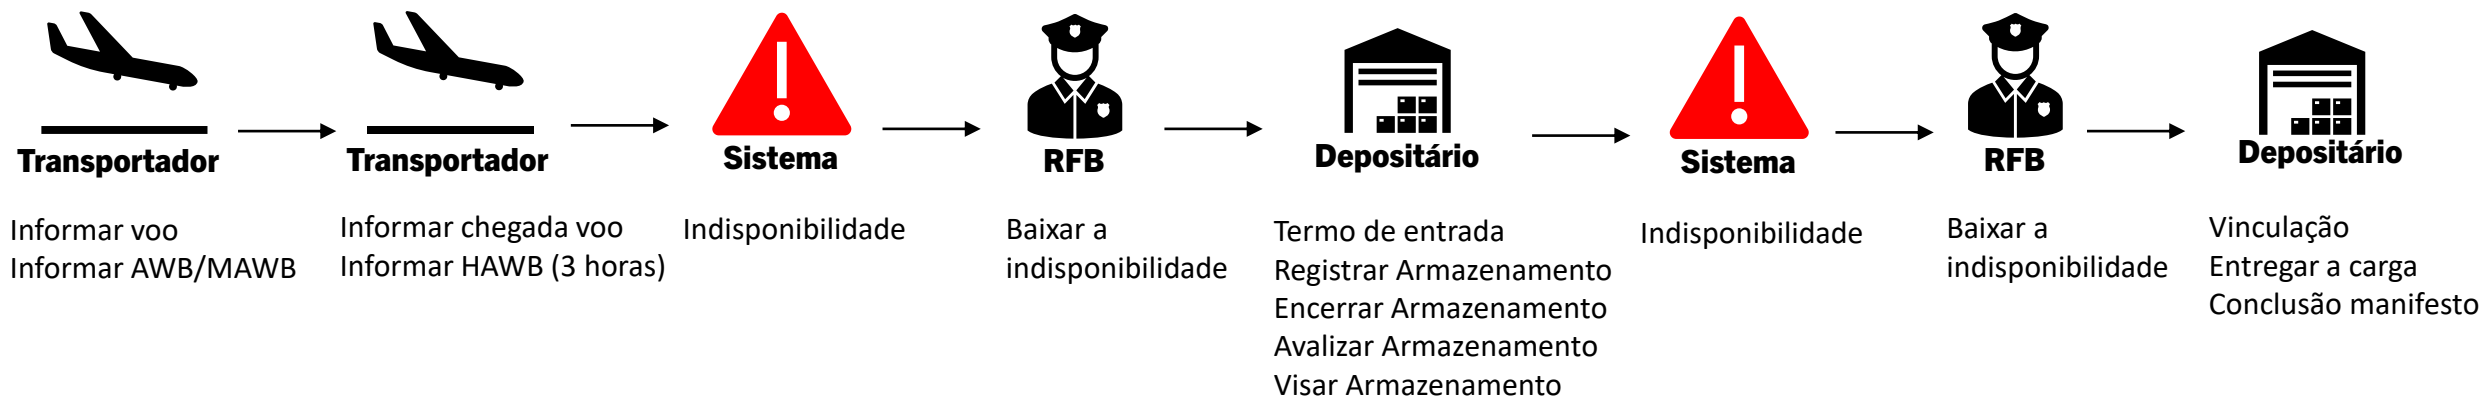 Transportador
Informar voo
Informar AWB/MAWB
Transportador
Informar chegada voo
Informar HAWB (3 horas)
Sistema
Indisponibilidade
RFB
Baixar a
indisponibilidade
Depositário
Termo de entrada
Registrar Armazenamento
Encerrar Armazenamento
Avalizar Armazenamento
Visar Armazenamento
Sistema
Indisponibilidade
RFB
Baixar a
indisponibilidade
Depositário
Vinculação
Entregar a carga
Conclusão manifesto